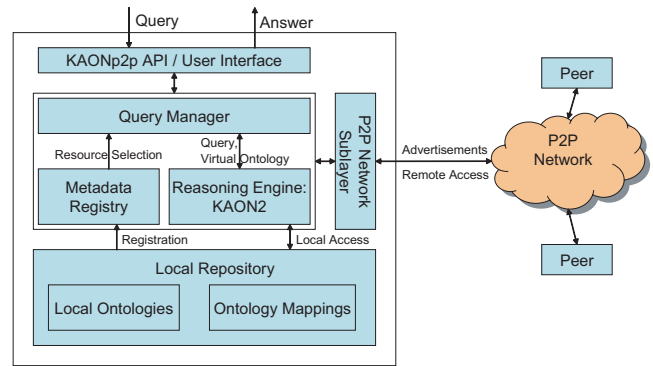 Query
Answer
KAONp2p API / User Interface
Query Manager
Resource Selection
Query,
Virtual Ontology
Metadata
Registry
Reasoning Engine:
KAON2
P2P Network
Sublayer
Advertisements
Remote Access
Peer
P2P
Network
Peer
Registration
Local Access
Local Repository
Local Ontologies
Ontology Mappings